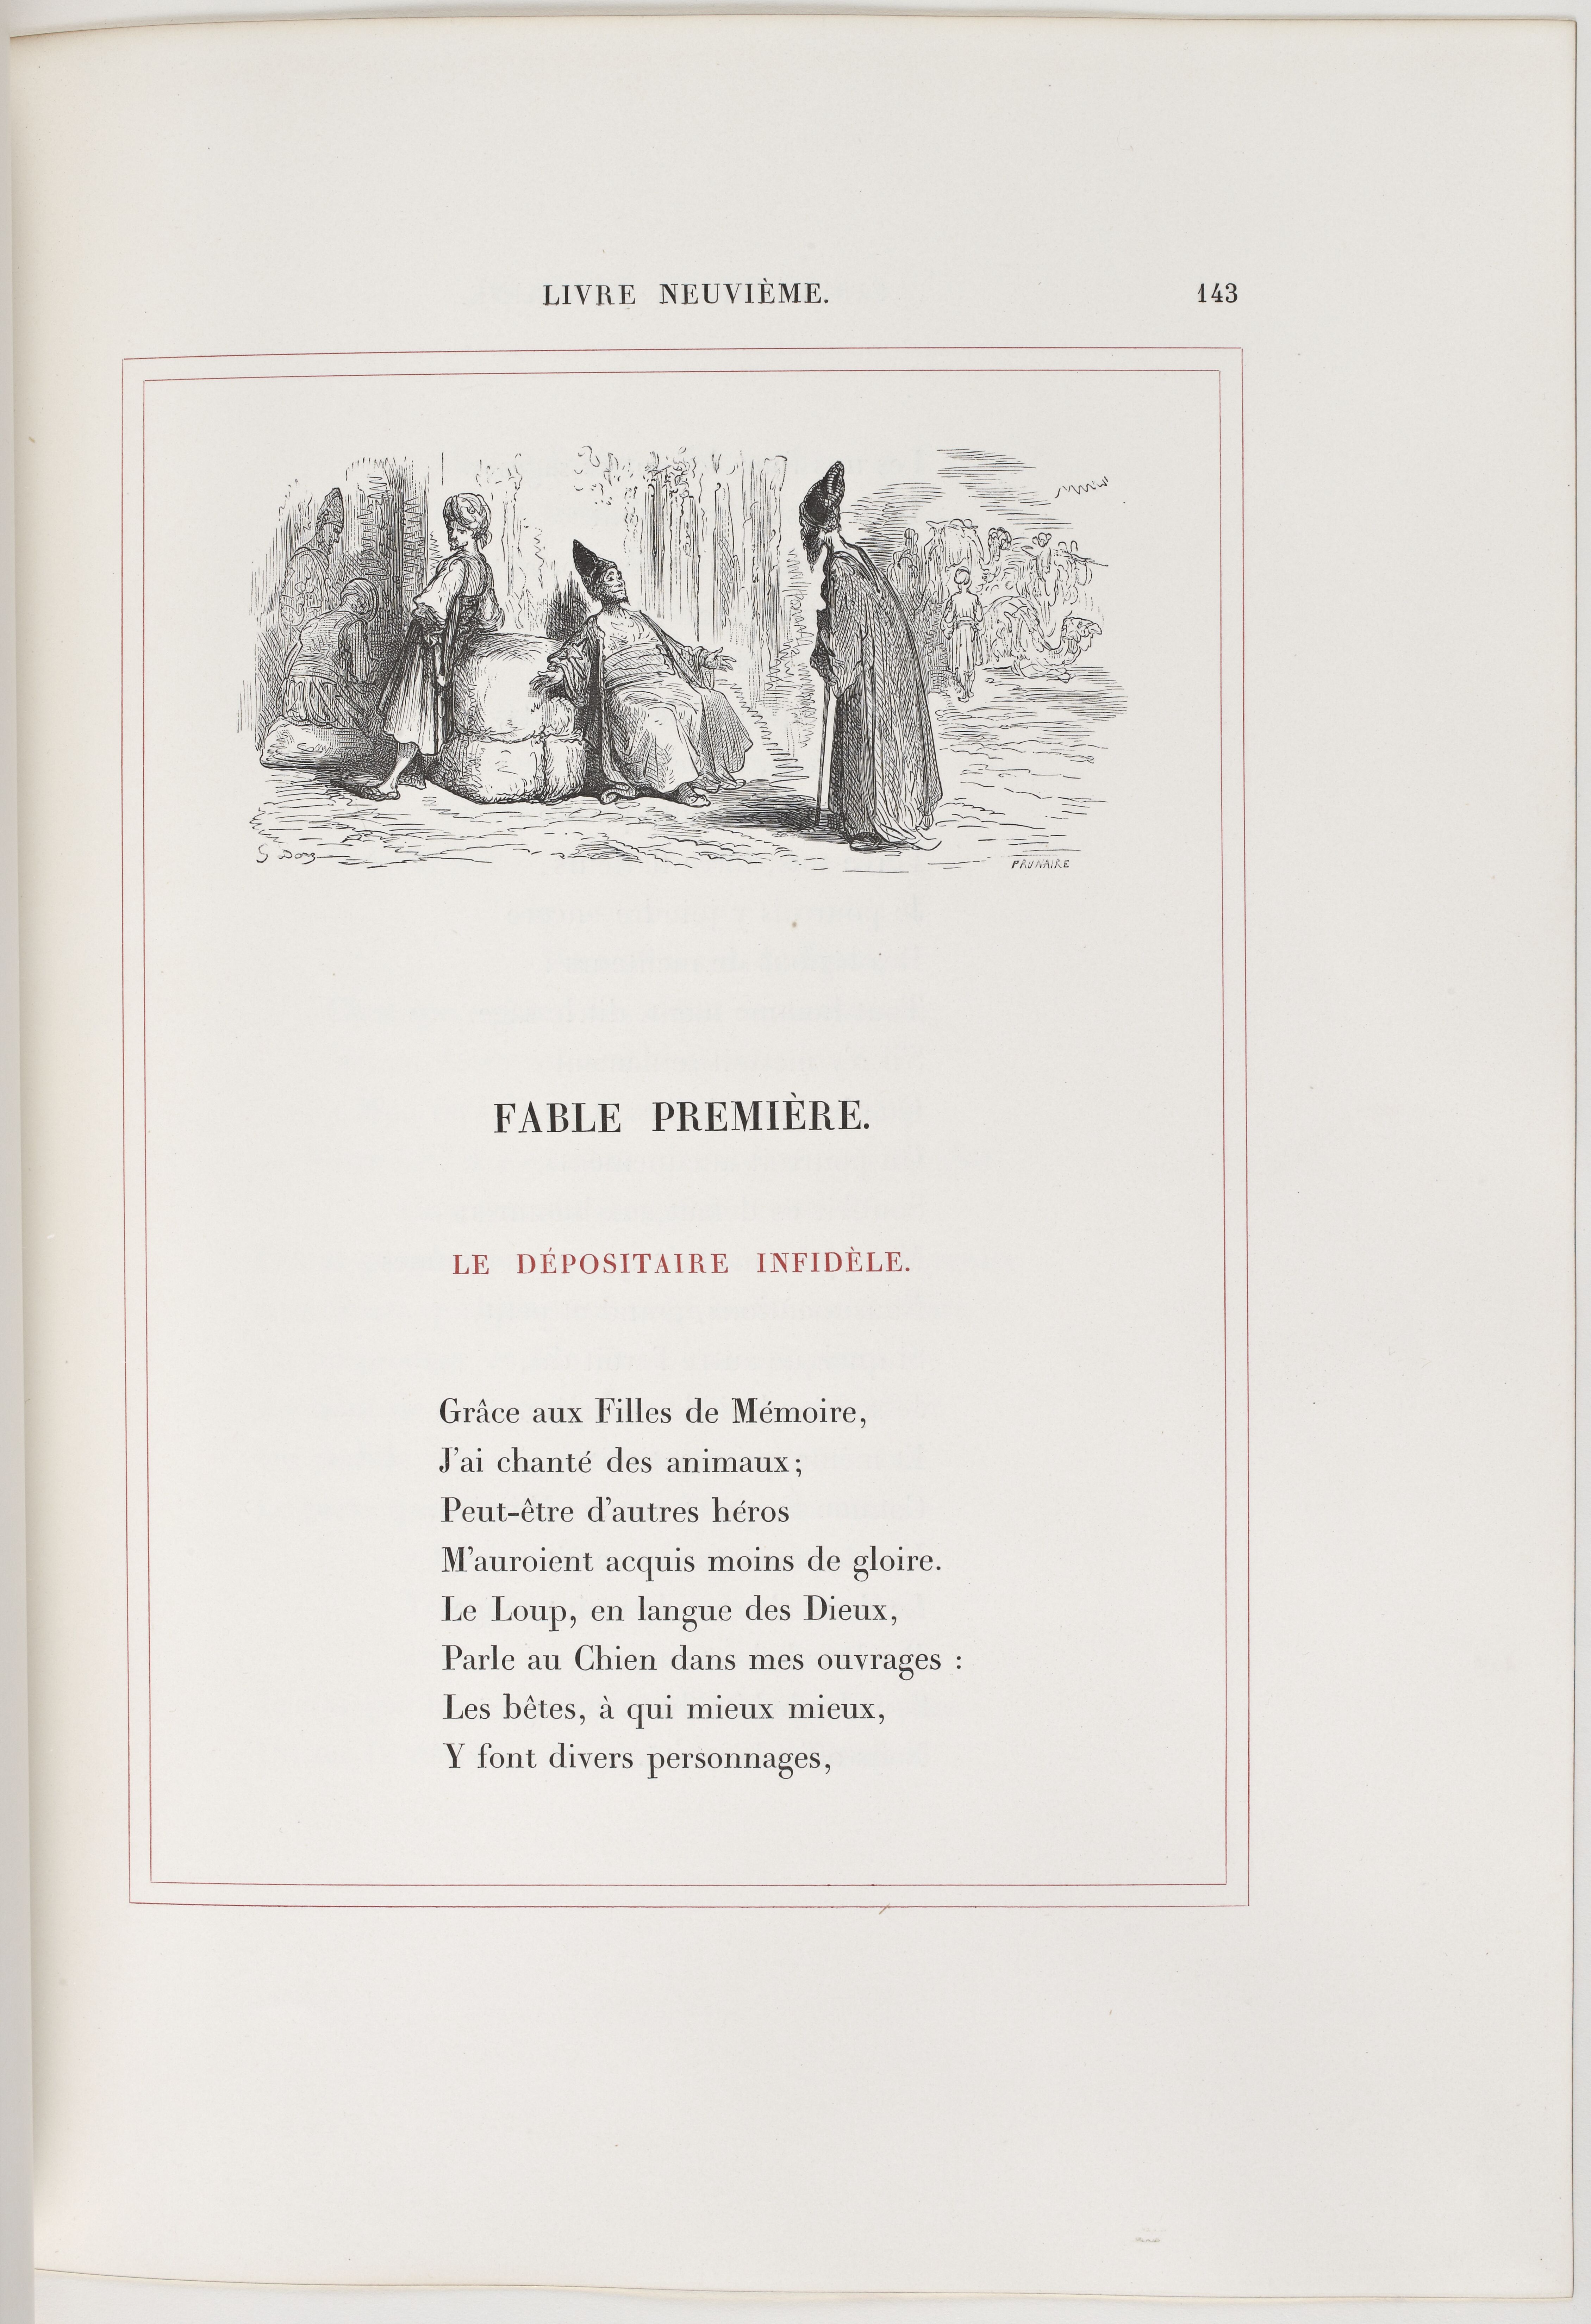 LIVRE NEUVIÈME. 143
G Doré
PRUNAIRE
FABLE PREMIÈRE.
LE DÉPOSITAIRE INFIDÈLE.
Grâce aux Filles de Mémoire,
J'ai chanté des animaux;
Peut-être d'autres héros
M'auroient acquis moins de gloire.
Le Loup, en langue des Dieux,
Parle au Chien dans mes ouvrages :
Les bêtes, à qui mieux mieux,
Y font divers personnages,